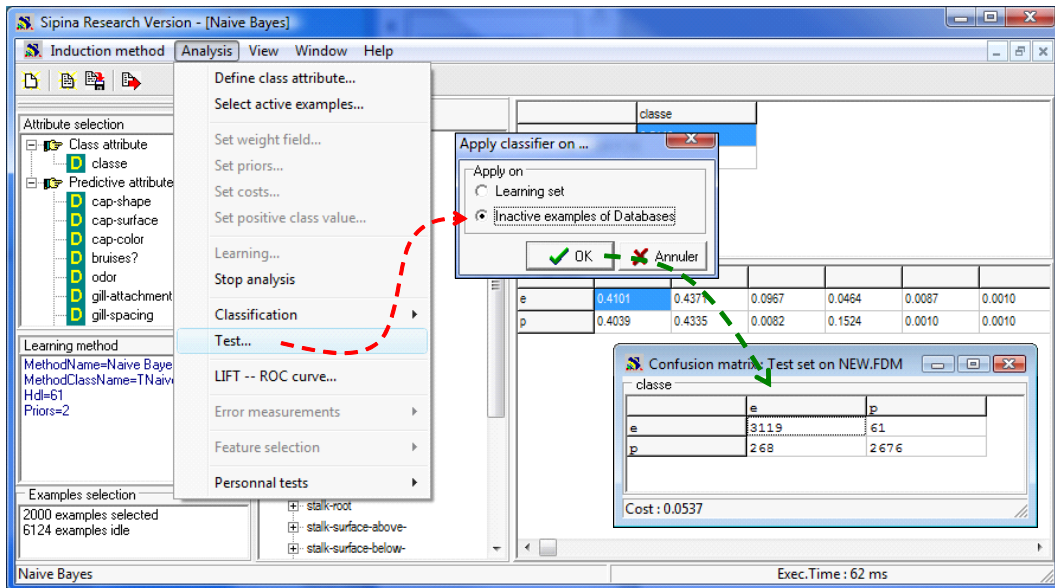 Sipina Research Version - [Naive Bayes]
Induction method Analysis View Window Help
Attribute selection
Class attribute
D classe
Predictive attribute
D cap-shape
D cap-surface
D cap-color
D bruises?
D odor
D gill-attachment
D gill-spacing
Learning method
MethodName=Naive Baye
MethodClassName=TNaive
Hdl=61
Priors=2
Examples selection
2000 examples selected
6124 examples idle
Define class attribute...
Select active examples...
Set weight field...
Set priors...
Set costs...
Set positive class value...
Learning...
Stop analysis
Classification
Test...
LIFT -- ROC curve...
Error measurements
Feature selection
Personnal tests
stalk-root
stalk-surface-above-
stalk-surface-below-
classe
Apply classifier on ...
Apply on
Learning set
Inactive examples of Databases
OK Annuler
e 0.4101 0.4371 0.0967 0.0464 0.0087 0.0010
p 0.4039 0.4335 0.0082 0.1524 0.0010 0.0010
Confusion matrix : Test set on NEW.FDM
classe
e p
e 3119 61
p 268 2676
Cost : 0.0537
Naive Bayes
Exec.Time : 62 ms